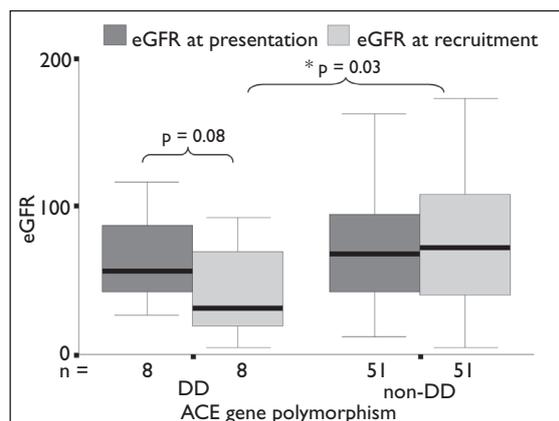 eGFR at presentation eGFR at recruitment
200
* p = 0.03
p = 0.08
100
eGFR
0
n = 8 8 51 51
DD non-DD
ACE gene polymorphism